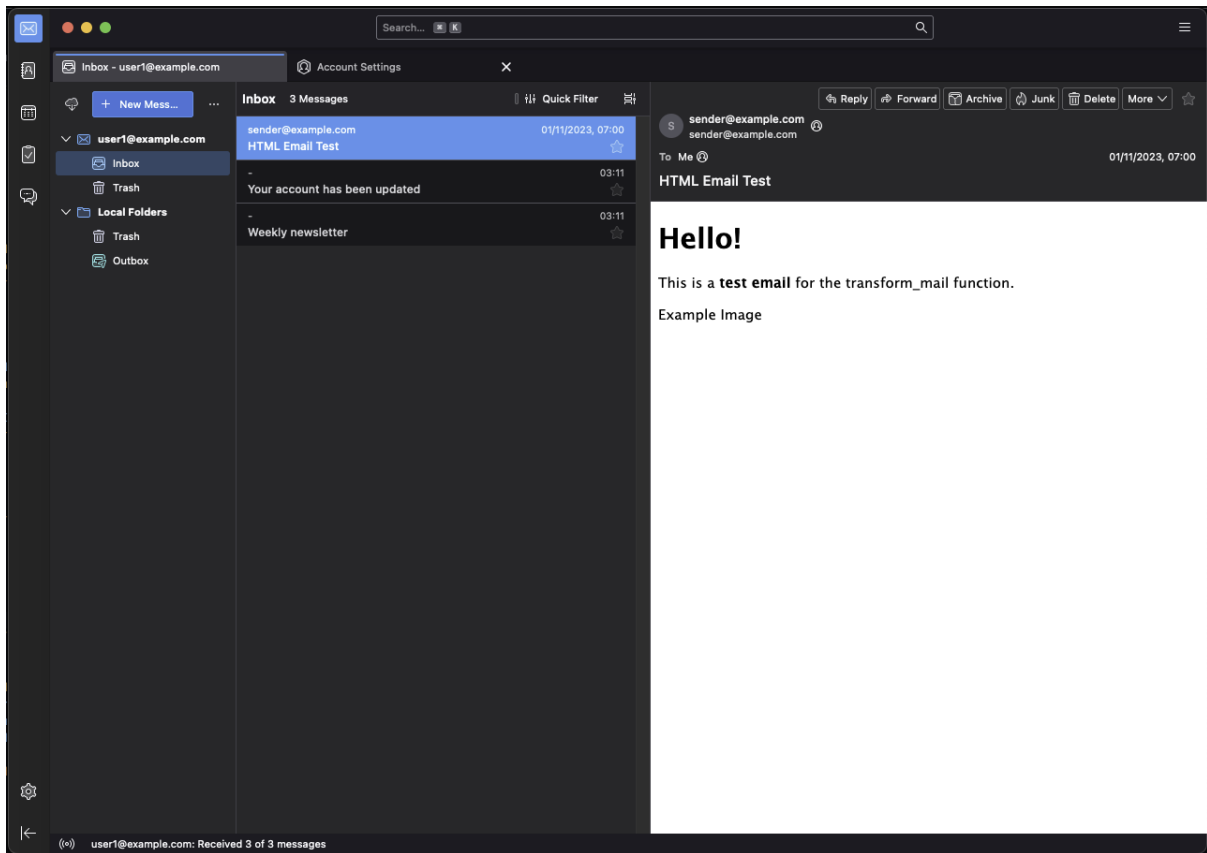 Search... ⌘ K
Inbox - user1@example.com
Account Settings
+ New Mess... ...
user1@example.com
Inbox
Trash
Local Folders
Trash
Outbox
Inbox 3 Messages Quick Filter
sender@example.com 01/11/2023, 07:00
HTML Email Test
- 03:11
Your account has been updated
- 03:11
Weekly newsletter
Reply Forward Archive Junk Delete More
S sender@example.com
sender@example.com
To Me 01/11/2023, 07:00
HTML Email Test
Hello!
This is a test email for the transform_mail function.
Example Image
user1@example.com: Received 3 of 3 messages